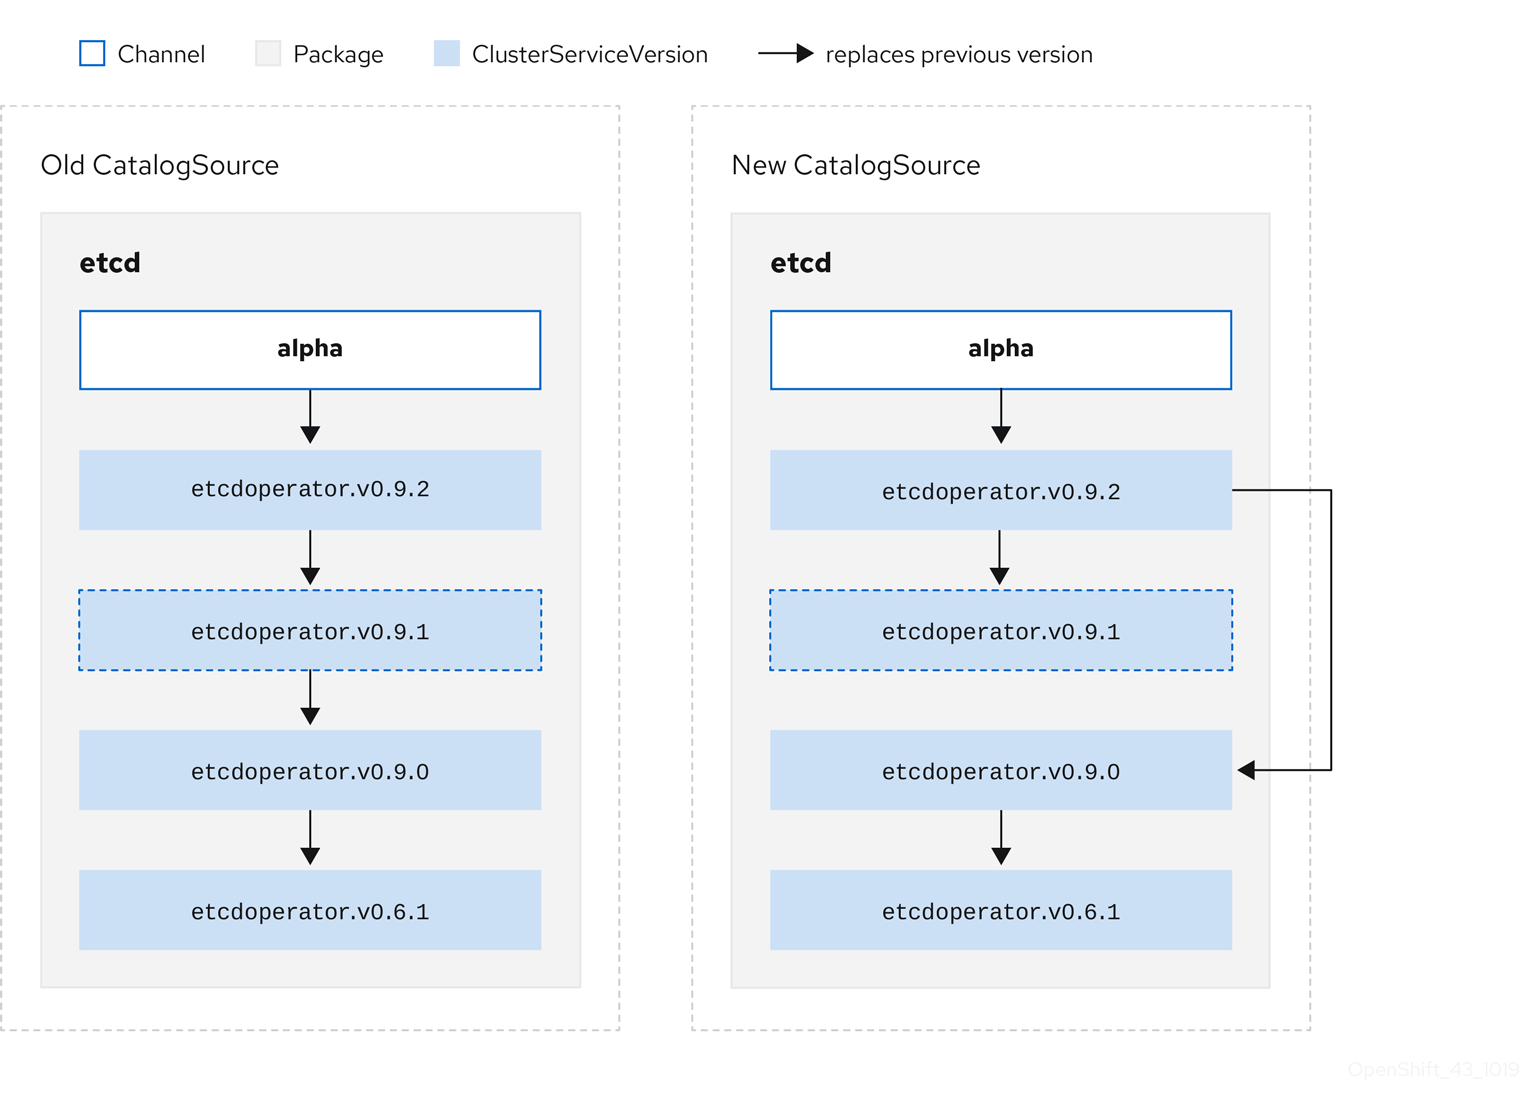 Channel
Package
ClusterServiceVersion
replaces previous version
Old CatalogSource
etcd
alpha
etcdoperator.v0.9.2
etcdoperator.v0.9.1
etcdoperator.v0.9.0
etcdoperator.v0.6.1
New CatalogSource
etcd
alpha
etcdoperator.v0.9.2
etcdoperator.v0.9.1
etcdoperator.v0.9.0
etcdoperator.v0.6.1
OpenShift_43_1019